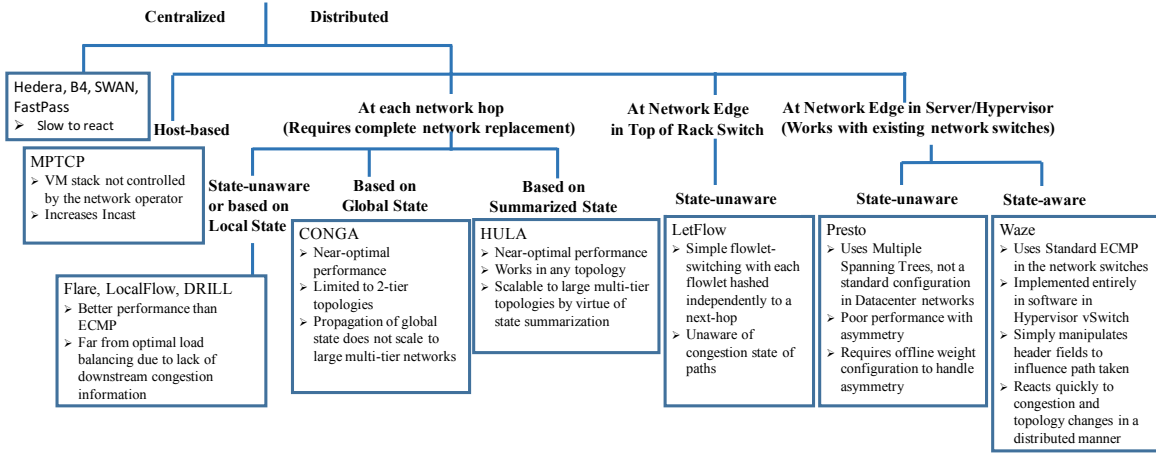 Centralized
Distributed
Hedera, B4, SWAN,
FastPass
➢ Slow to react
Host-based
At each network hop
(Requires complete network replacement)
At Network Edge
in Top of Rack Switch
At Network Edge in Server/Hypervisor
(Works with existing network switches)
MPTCP
➢ VM stack not controlled
by the network operator
➢ Increases Incast
State-unaware
or based on
Local State
Based on
Global State
Based on
Summarized State
State-unaware
State-unaware
State-aware
Flare, LocalFlow, DRILL
➢ Better performance than
ECMP
➢ Far from optimal load
balancing due to lack of
downstream congestion
information
CONGA
➢ Near-optimal
performance
➢ Limited to 2-tier
topologies
➢ Propagation of global
state does not scale to
large multi-tier networks
HULA
➢ Near-optimal performance
➢ Works in any topology
➢ Scalable to large multi-tier
topologies by virtue of
state summarization
LetFlow
➢ Simple flowlet-
switching with each
flowlet hashed
independently to a
next-hop
➢ Unaware of
congestion state of
paths
Presto
➢ Uses Multiple
Spanning Trees, not a
standard configuration
in Datacenter networks
➢ Poor performance with
asymmetry
➢ Requires offline weight
configuration to handle
asymmetry
Waze
➢ Uses Standard ECMP
in the network switches
➢ Implemented entirely
in software in
Hypervisor vSwitch
➢ Simply manipulates
header fields to
influence path taken
➢ Reacts quickly to
congestion and
topology changes in a
distributed manner